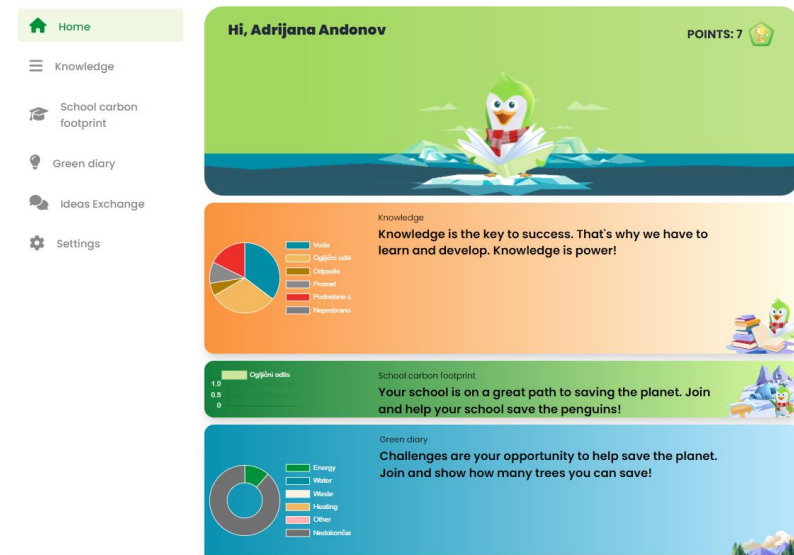 Home
Knowledge
School carbon
footprint
Green diary
Ideas Exchange
Settings
Hi, Adrijana Andonov
POINTS: 7
Knowledge
Knowledge is the key to success. That's why we have to
learn and develop. Knowledge is power!
Voda
Ogljični odtis
Odpadki
Promet
Podnebne s
Neprebrano
School carbon footprint
Your school is on a great path to saving the planet. Join
and help your school save the penguins!
Ogljični odtis
1.0
0.5
0
Green diary
Challenges are your opportunity to help save the planet.
Join and show how many trees you can save!
Energy
Water
Waste
Heating
Other
Nedokončan